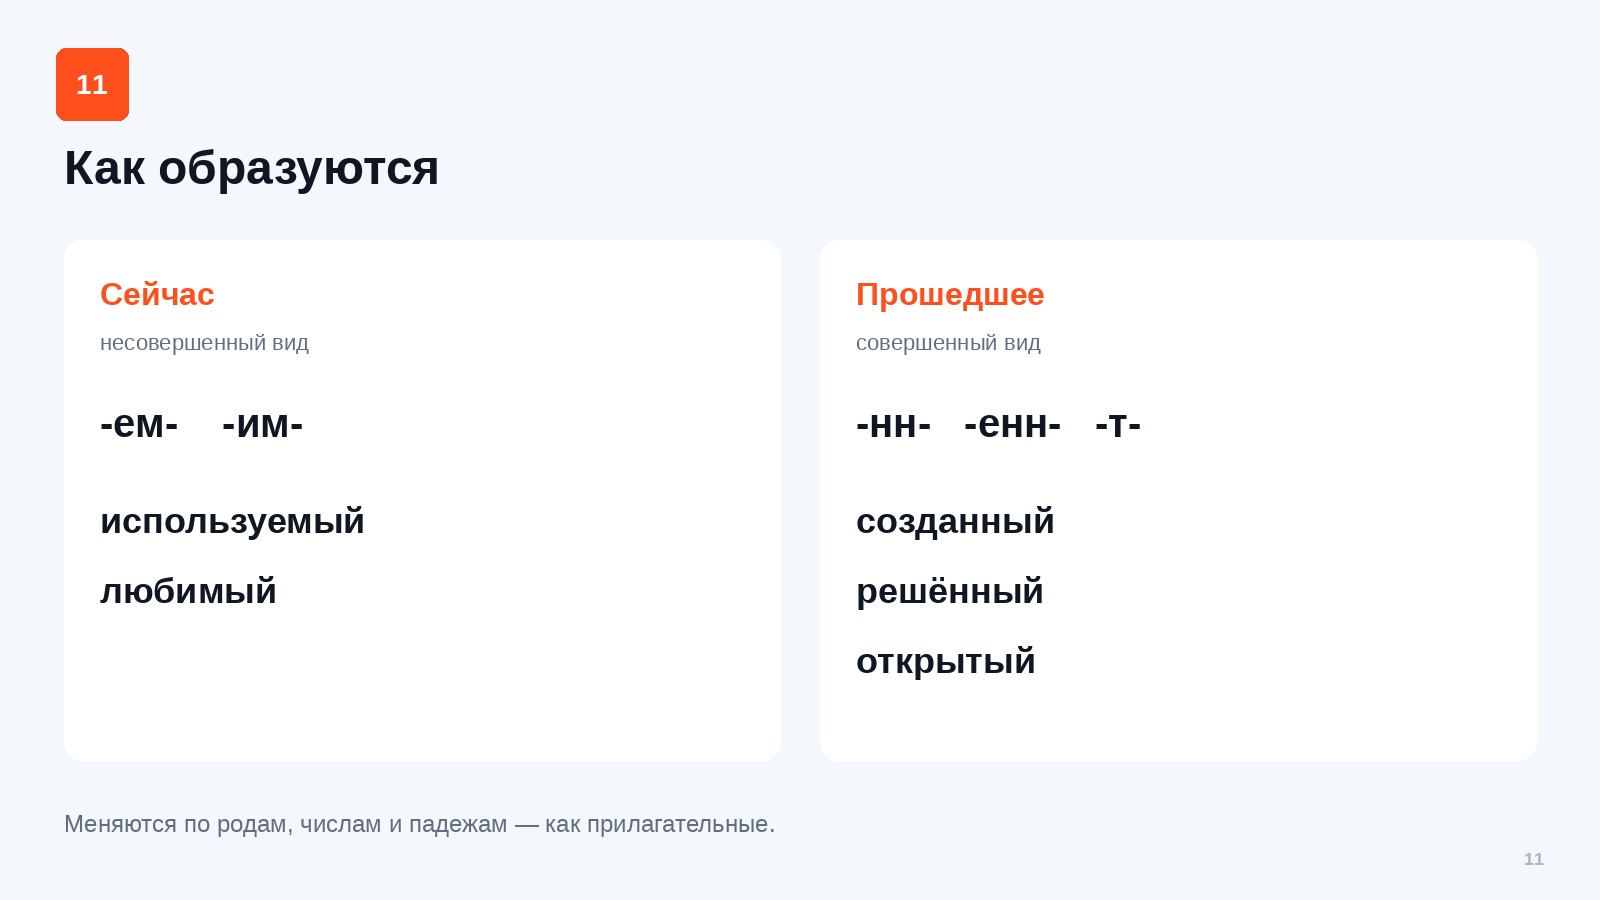 11
Как образуются
Сейчас
несовершенный вид
-ем- -им-
используемый
любимый
Прошедшее
совершенный вид
-нн- -енн- -т-
созданный
решённый
открытый
Меняются по родам, числам и падежам — как прилагательные.
11